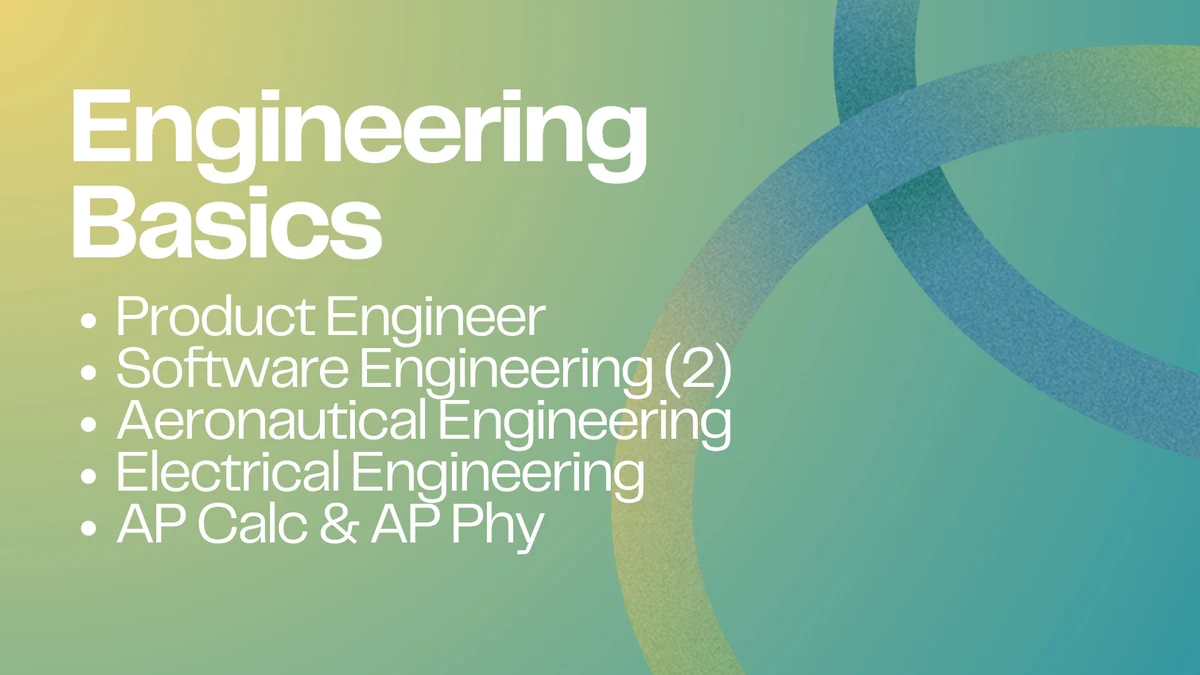 Engineering
Basics
• Product Engineer
• Software Engineering (2)
• Aeronautical Engineering
• Electrical Engineering
• AP Calc & AP Phy